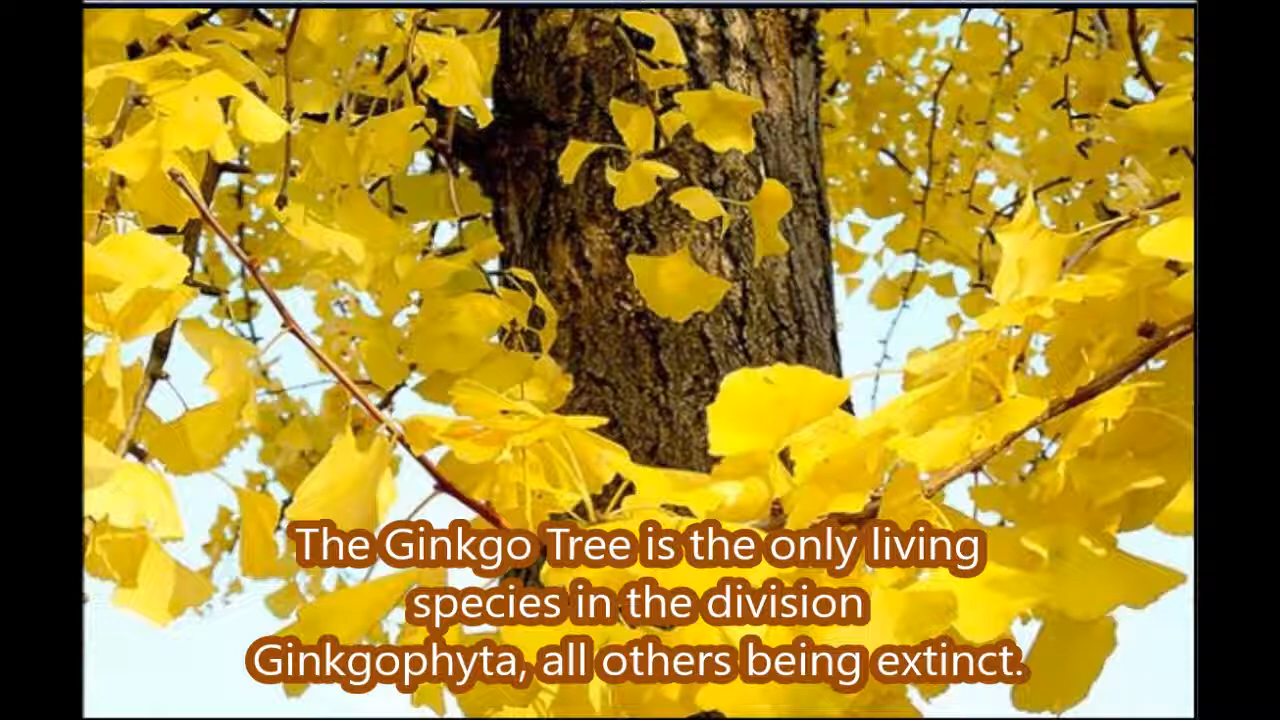 The Ginkgo Tree is the only living
species in the division
Ginkgophyta, all others being extinct.